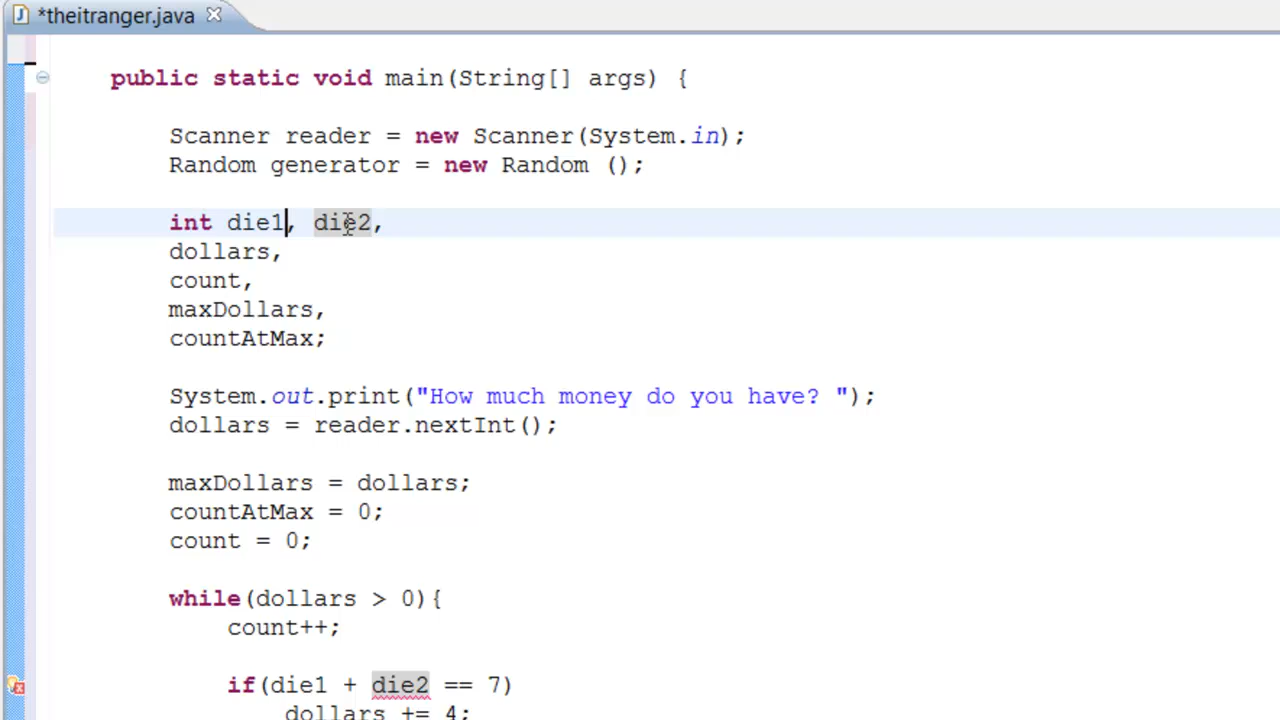 *theitranger.java
public static void main(String[] args) {
Scanner reader = new Scanner(System.in);
Random generator = new Random ();
int die1, die2,
dollars,
count,
maxDollars,
countAtMax;
System.out.print("How much money do you have? ");
dollars = reader.nextInt();
maxDollars = dollars;
countAtMax = 0;
count = 0;
while(dollars > 0){
count++;
if(die1 + die2 == 7)
dollars += 4;